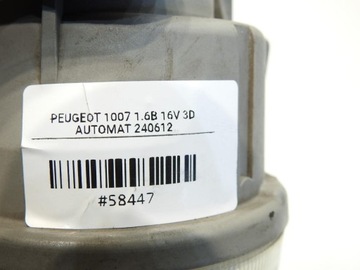 PEUGEOT 1007 1.6B 16V 3D
AUTOMAT 240612
#58447